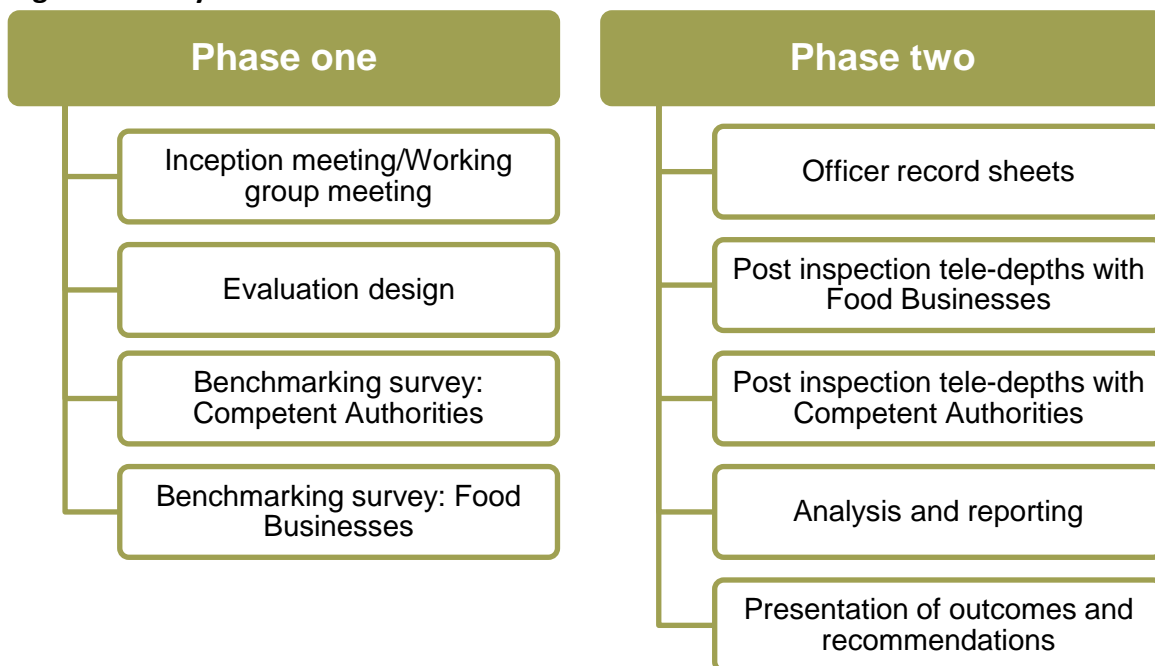 Phase one
Inception meeting/Working
group meeting
Evaluation design
Benchmarking survey:
Competent Authorities
Benchmarking survey: Food
Businesses
Phase two
Officer record sheets
Post inspection tele-depths with
Food Businesses
Post inspection tele-depths with
Competent Authorities
Analysis and reporting
Presentation of outcomes and
recommendations